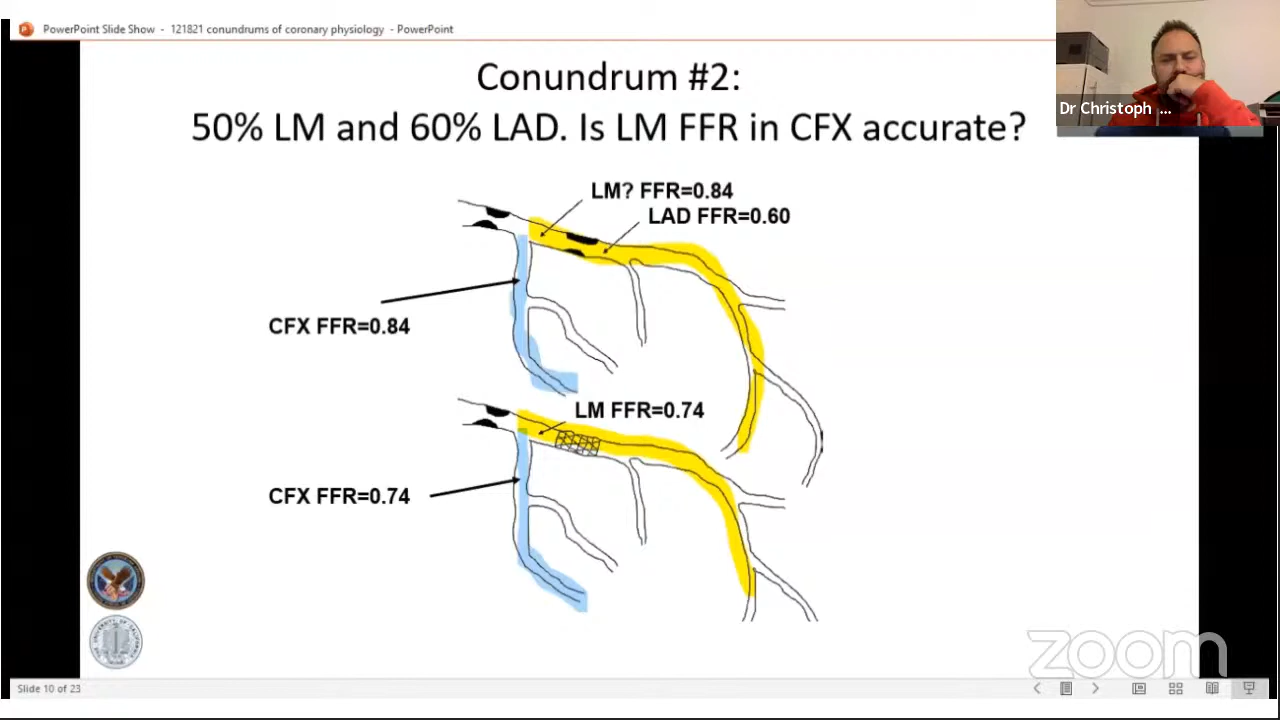 PowerPoint Slide Show - 121821 conundrums of coronary physiology - PowerPoint
Conundrum #2:
50% LM and 60% LAD. Is LM FFR in CFX accurate?
Dr Christoph ...
LM? FFR=0.84
LAD FFR=0.60
CFX FFR=0.84
LM FFR=0.74
CFX FFR=0.74
zoom
Slide 10 of 23